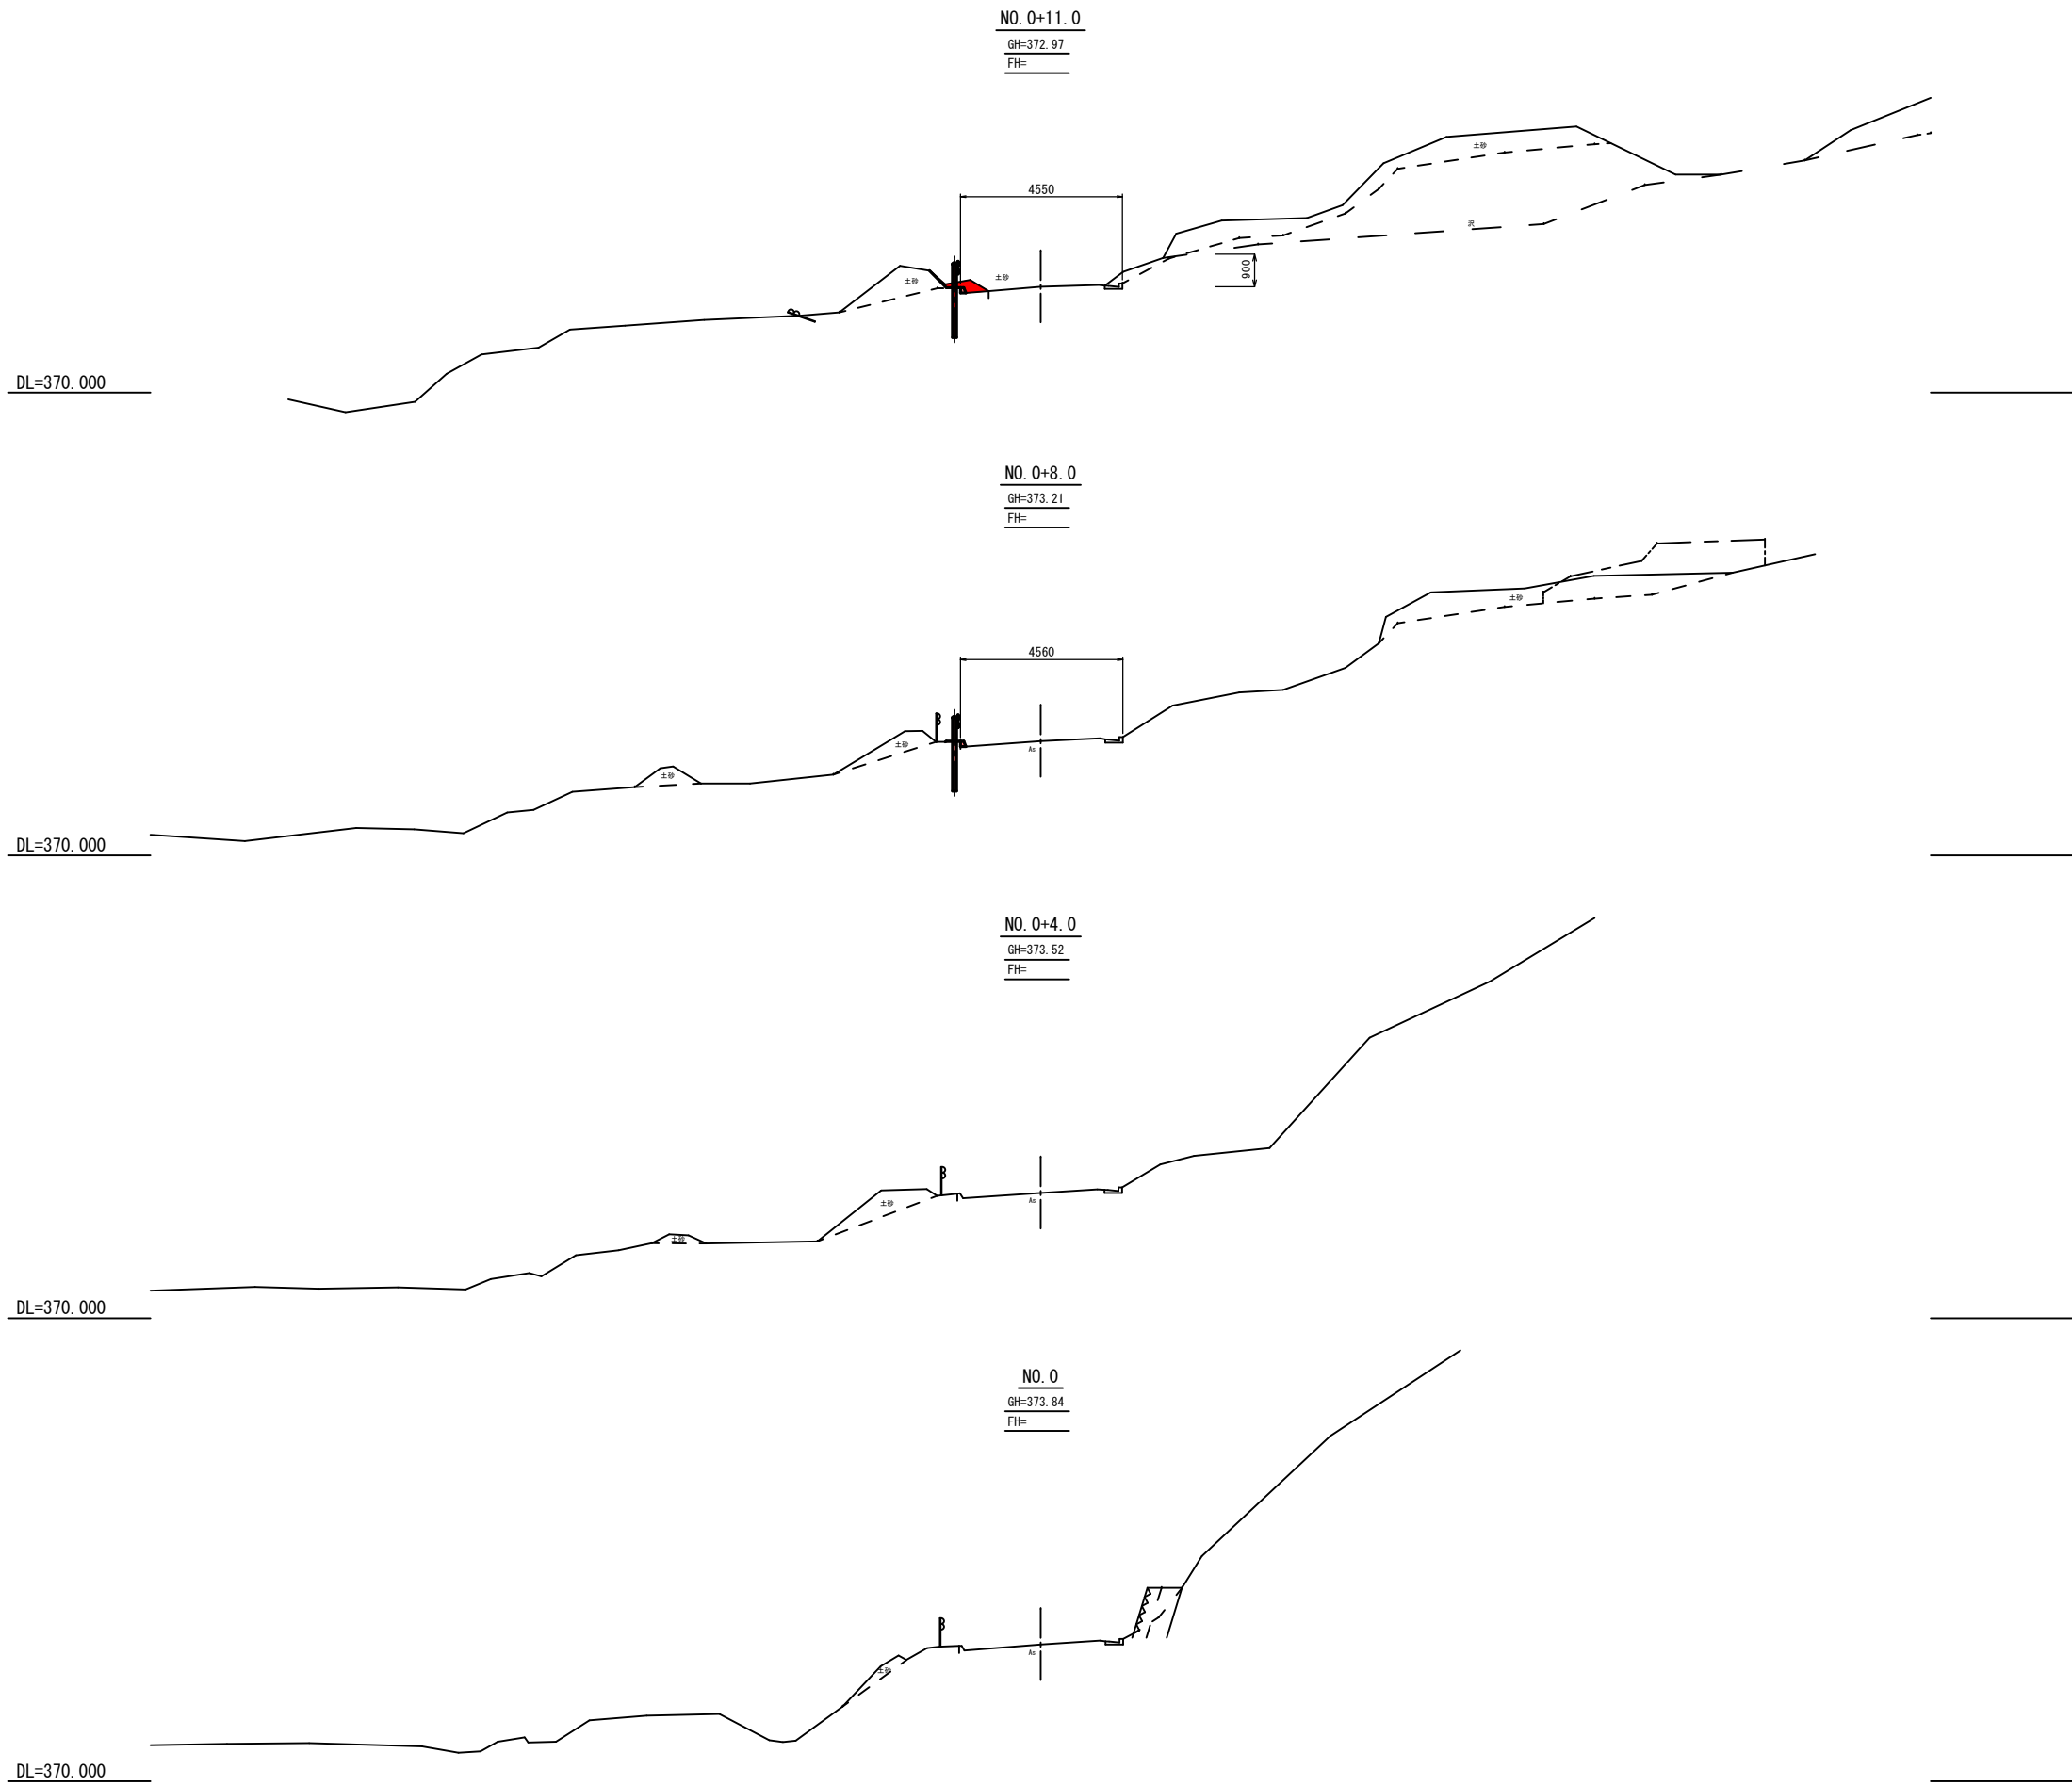 NO. 0+11. 0
GH=372. 97
FH=
土砂
4550
沢
土砂
土砂
900
DL=370. 000
NO. 0+8. 0
GH=373. 21
FH=
土砂
4560
土砂
As
土砂
DL=370. 000
NO. 0+4. 0
GH=373. 52
FH=
As
土砂
土砂
DL=370. 000
NO. 0
GH=373. 84
FH=
As
土砂
DL=370. 000